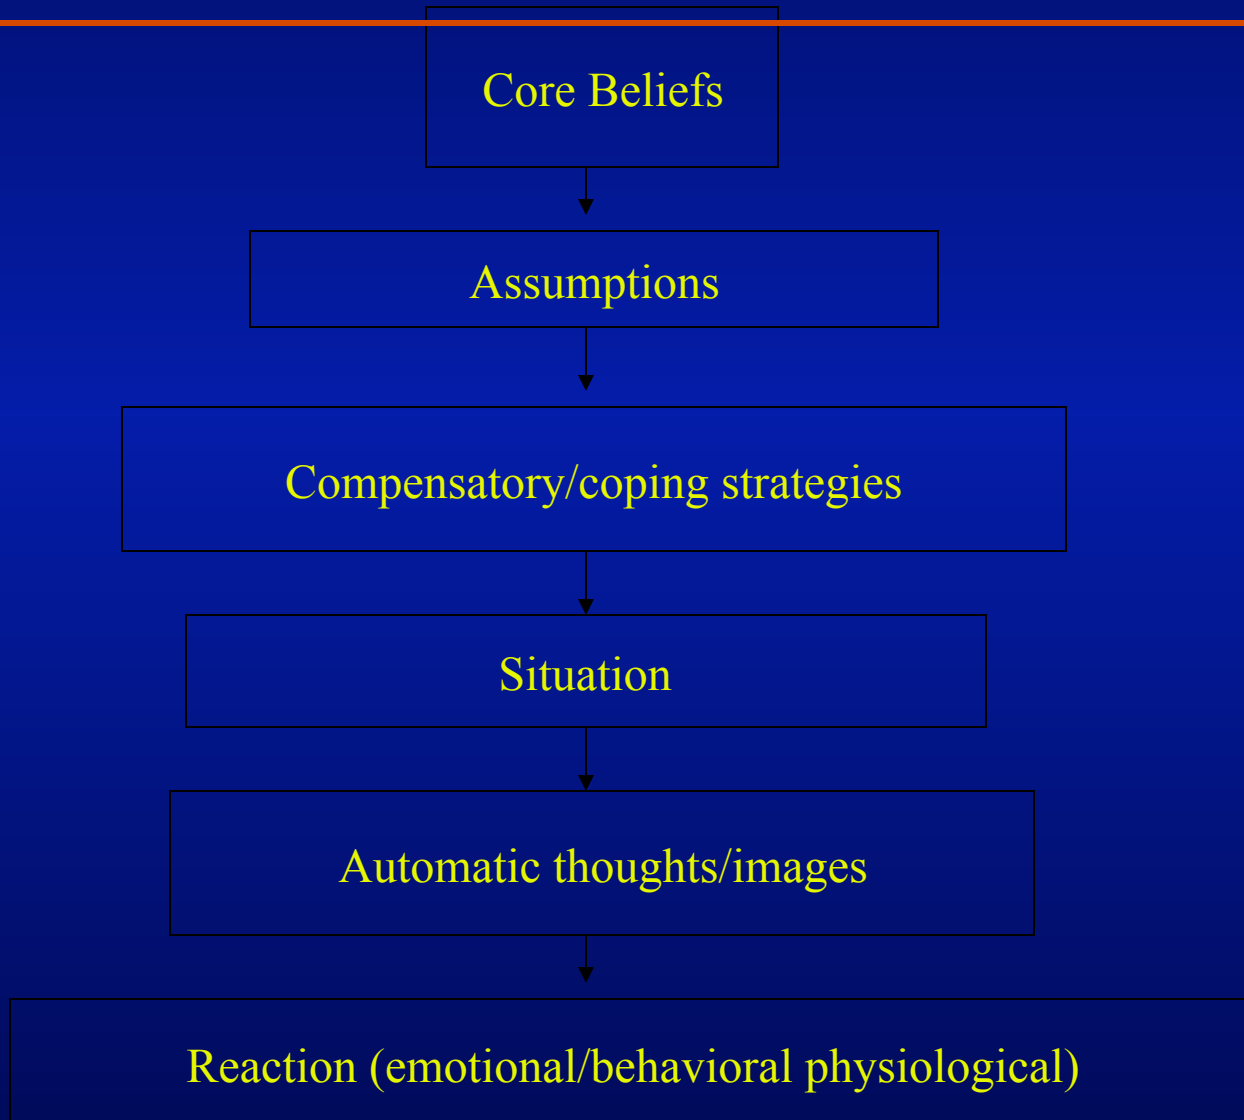 Core Beliefs
Assumptions
Compensatory/coping strategies
Situation
Automatic thoughts/images
Reaction (emotional/behavioral physiological)